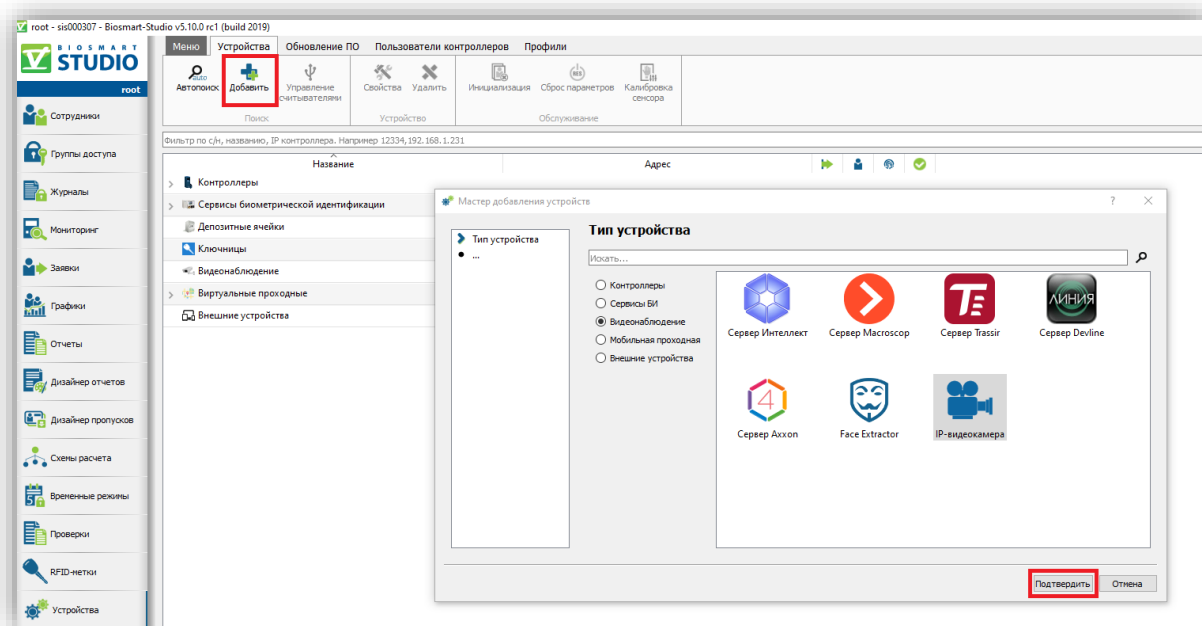 root - sis000307 - Biosmart-Studio v5.10.0 rc1 (build 2019)
BIOSMART
STUDIO
root
Меню Устройства Обновление ПО Пользователи контроллеров Профили
Автопоиск Добавить Управление считывателями Свойства Удалить Инициализация Сброс параметров Калибровка сенсора
Поиск Устройство Обслуживание
Фильтр по с/н, названию, IP контроллера. Например 12334,192.168.1.231
Название Адрес
Сотрудники
Группы доступа
Журналы
Мониторинг
Заявки
Графики
Отчеты
Дизайнер отчетов
Дизайнер пропусков
Схемы расчета
Временные режимы
Проверки
RFID-метки
Устройства
Контроллеры
Сервисы биометрической идентификации
Депозитные ячейки
Ключницы
Видеонаблюдение
Виртуальные проходные
Внешние устройства
Мастер добавления устройств
Тип устройства
...
Тип устройства
Искать...
Контроллеры
Сервисы БИ
Видеонаблюдение
Мобильная проходная
Внешние устройства
ЛИНИЯ
Сервер Интеллект Сервер Macroscop Сервер Trassir Сервер Devline
4
Сервер Axxon Face Extractor IP-видеокамера
Подтвердить Отмена